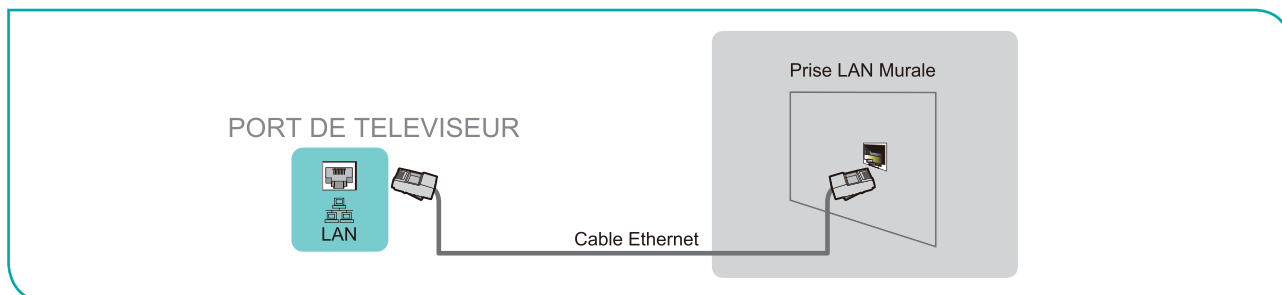 Prise LAN Murale
PORT DE TELEVISEUR
LAN
Cable Ethernet